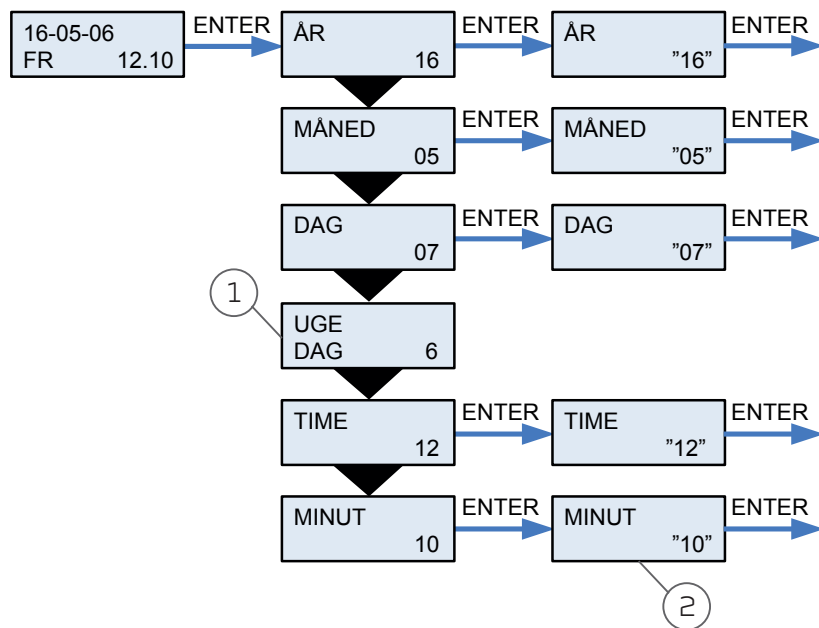 16-05-06
FR 12.10
ENTER
ÅR
16
ENTER
ÅR
"16"
ENTER
MÅNED
05
ENTER
MÅNED
"05"
ENTER
DAG
07
ENTER
DAG
"07"
ENTER
1
UGE
DAG 6
TIME
12
ENTER
TIME
"12"
ENTER
MINUT
10
ENTER
MINUT
"10"
ENTER
2